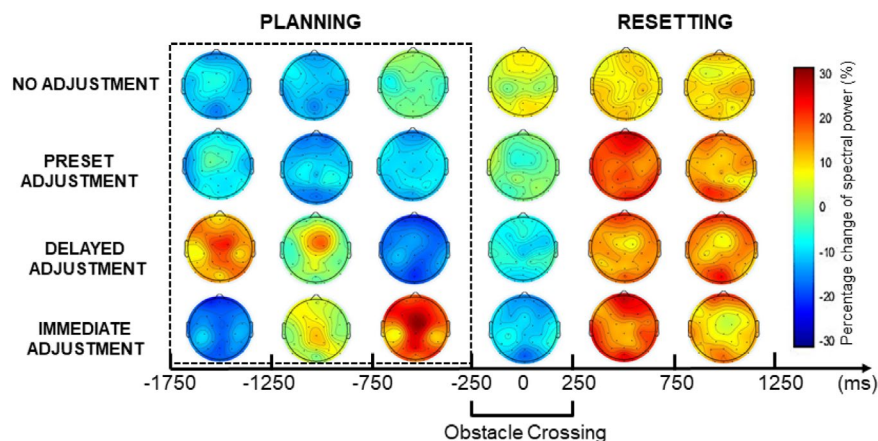 PLANNING RESETTING
NO ADJUSTMENT
PRESET
ADJUSTMENT
DELAYED
ADJUSTMENT
IMMEDIATE
ADJUSTMENT
30
20
10
0
-10
-20
-30
Percentage change of spectral power (%)
-1750 -1250 -750 -250 0 250 750 1250 (ms)
Obstacle Crossing